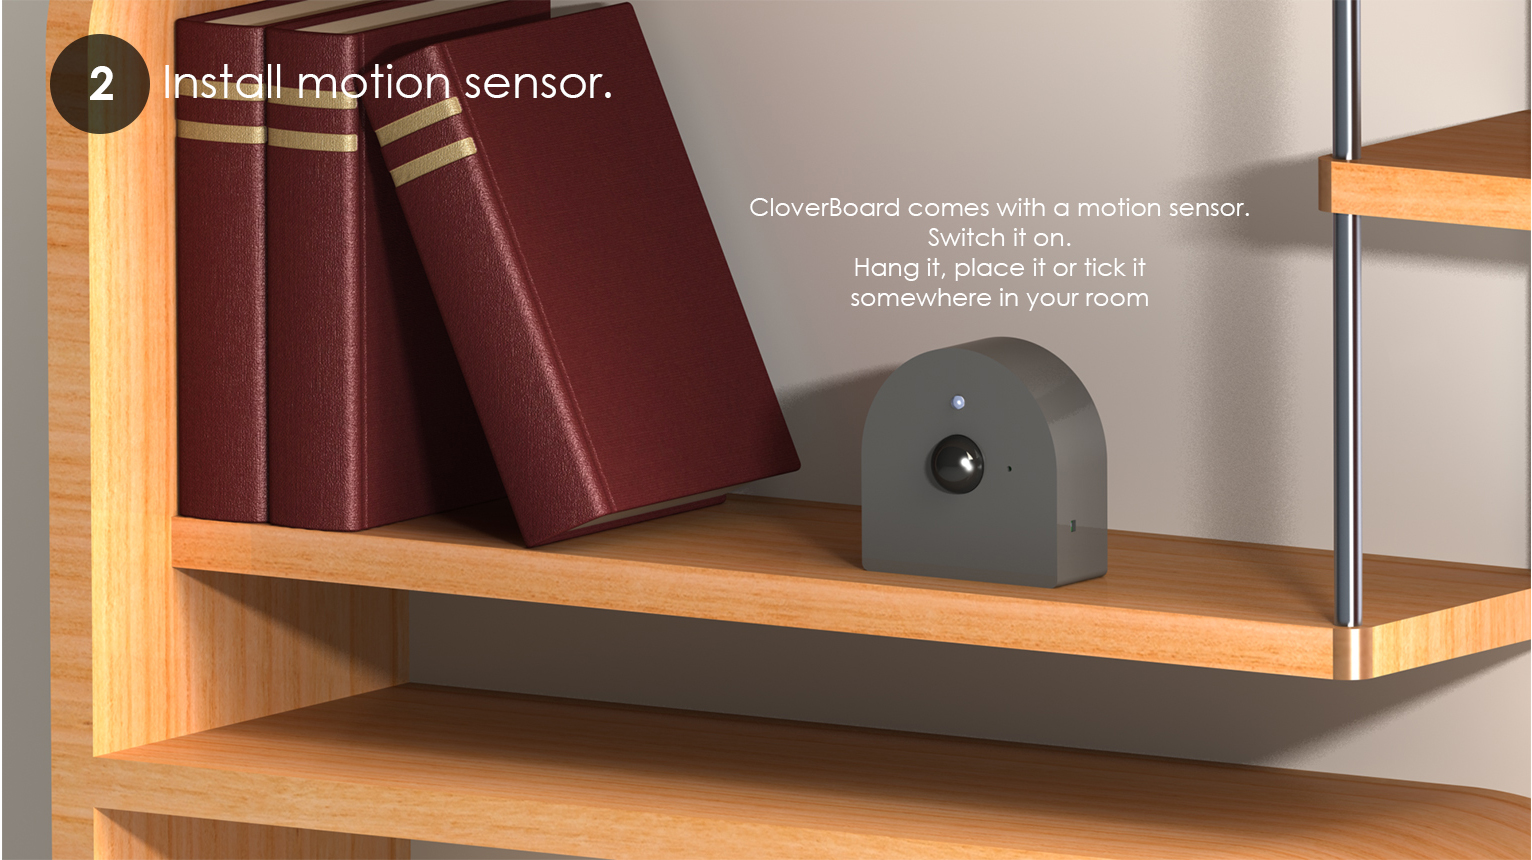 2 Install motion sensor.
CloverBoard comes with a motion sensor.
Switch it on.
Hang it, place it or tick it
somewhere in your room